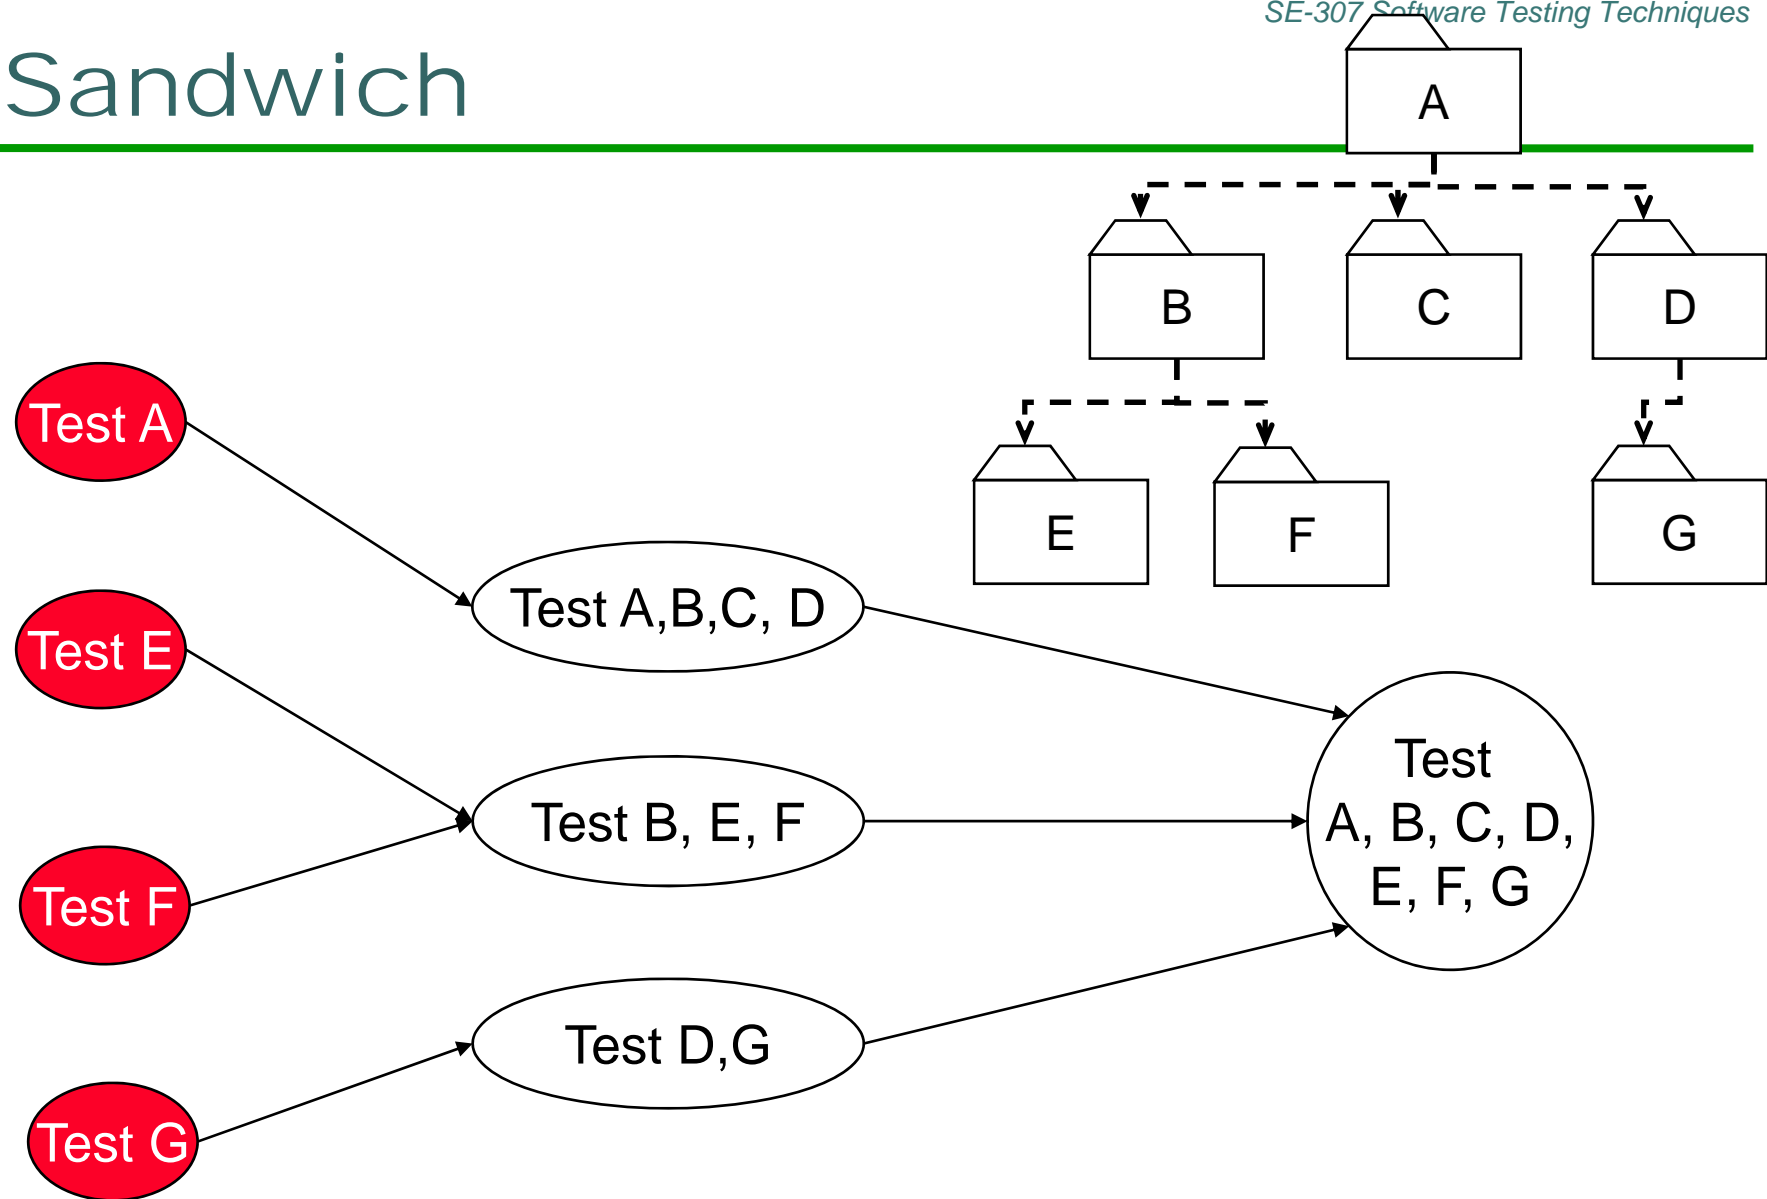 SE-307 Software Testing Techniques
Sandwich
A
B
C
D
E
F
G
Test A
Test E
Test F
Test G
Test A,B,C, D
Test B, E, F
Test D,G
Test
A, B, C, D,
E, F, G